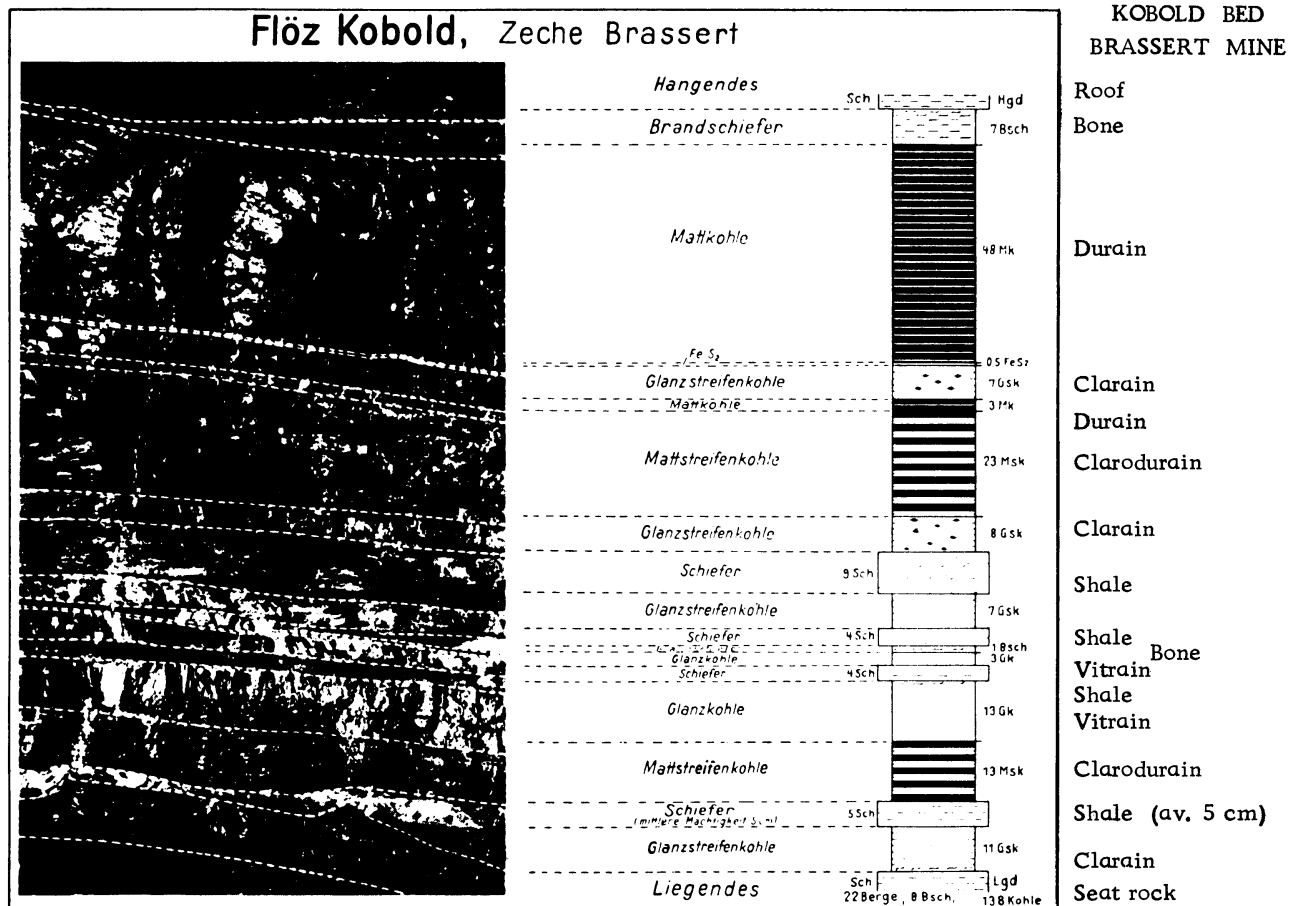 Flöz Kobold, Zeche Brassert
KOBOLD BED
BRASSERT MINE
Hangendes Sch Hgd Roof
Brandschiefer 7 Bsch Bone
Mattkohle 48 Mk Durain
FeS2 0.5 FeS2
Glanzstreifenkohle 7 Gsk Clarain
Mattkohle 3 Mk Durain
Mattstreifenkohle 23 Msk Clarodurain
Glanzstreifenkohle 8 Gsk Clarain
Schiefer 9 Sch Shale
Glanzstreifenkohle 7 Gsk
Schiefer 4 Sch Shale
1 Bsch Bone
Glanzkohle 3 Gk Vitrain
Schiefer 4 Sch Shale
Glanzkohle 13 Gk Vitrain
Mattstreifenkohle 13 Msk Clarodurain
Schiefer 5 Sch Shale (av. 5 cm)
(mittlere Mächtigkeit 5cm)
Glanzstreifenkohle 11 Gsk Clarain
Liegendes Sch Lgd Seat rock
22 Berge, 8 Bsch, 138 Kohle